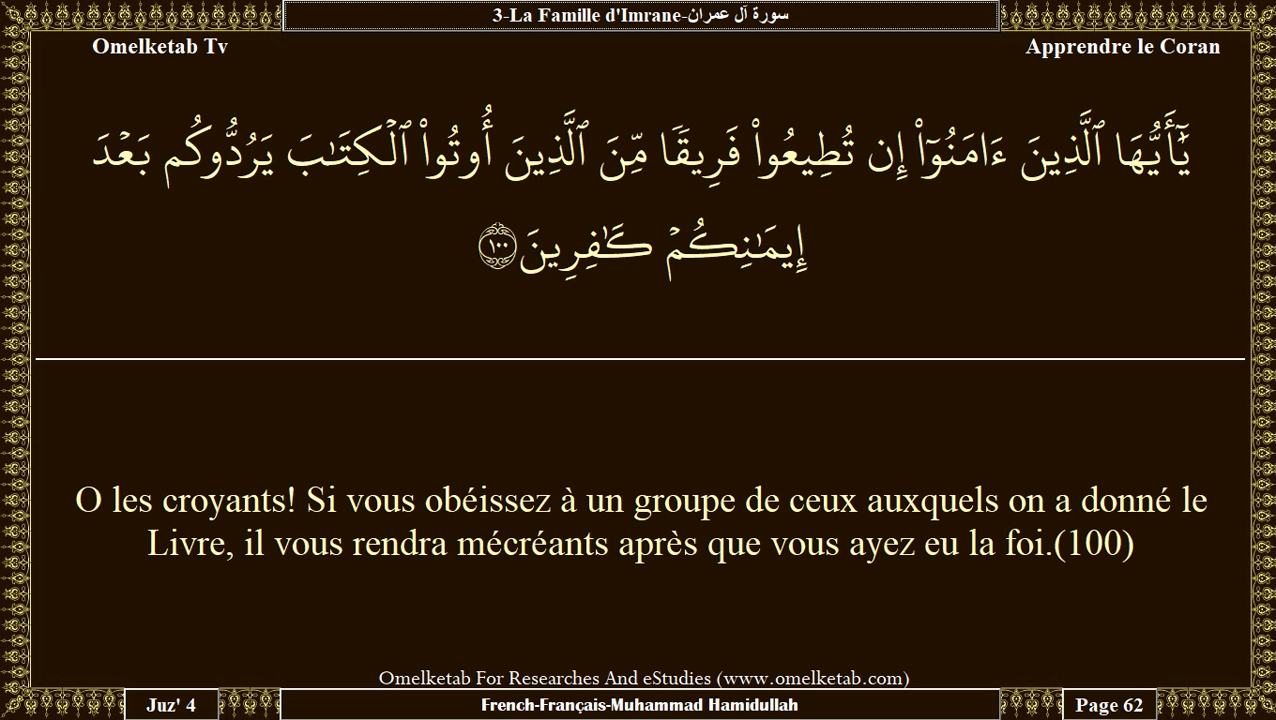 3-La Famille d'Imrane-سورة آل عمران
Omelketab Tv
Apprendre le Coran
يَٰٓأَيُّهَا ٱلَّذِينَ ءَامَنُوٓا۟ إِن تُطِيعُوا۟ فَرِيقًا مِّنَ ٱلَّذِينَ أُوتُوا۟ ٱلْكِتَٰبَ يَرُدُّوكُم بَعْدَ
إِيمَٰنِكُمْ كَٰفِرِينَ ١٠٠
O les croyants! Si vous obéissez à un groupe de ceux auxquels on a donné le
Livre, il vous rendra mécréants après que vous ayez eu la foi.(100)
Omelketab For Researches And eStudies (www.omelketab.com)
Juz' 4
French-Français-Muhammad Hamidullah
Page 62